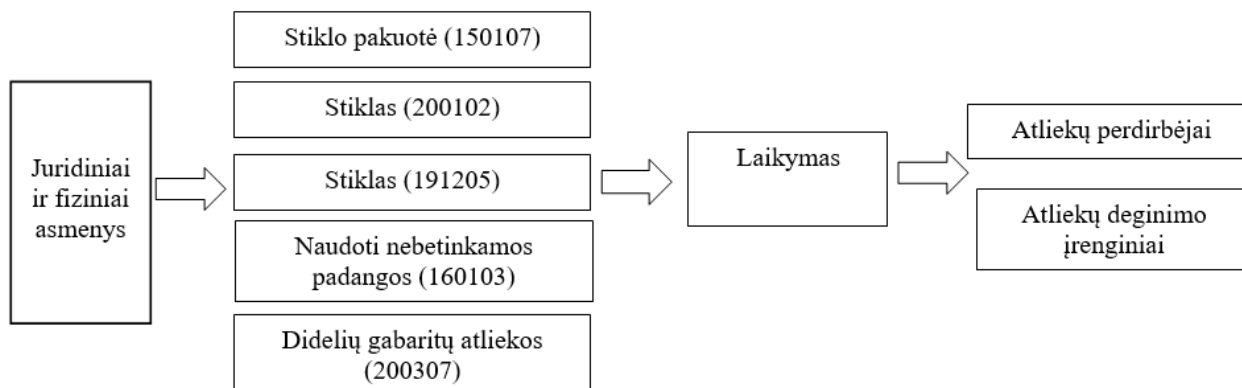 Juridiniai
ir fiziniai
asmenys
Stiklo pakuotė (150107)
Stiklas (200102)
Stiklas (191205)
Naudoti nebetinkamos
padangos (160103)
Didelių gabaritų atliekos
(200307)
Laikymas
Atliekų perdirbėjai
Atliekų deginimo
įrenginiai